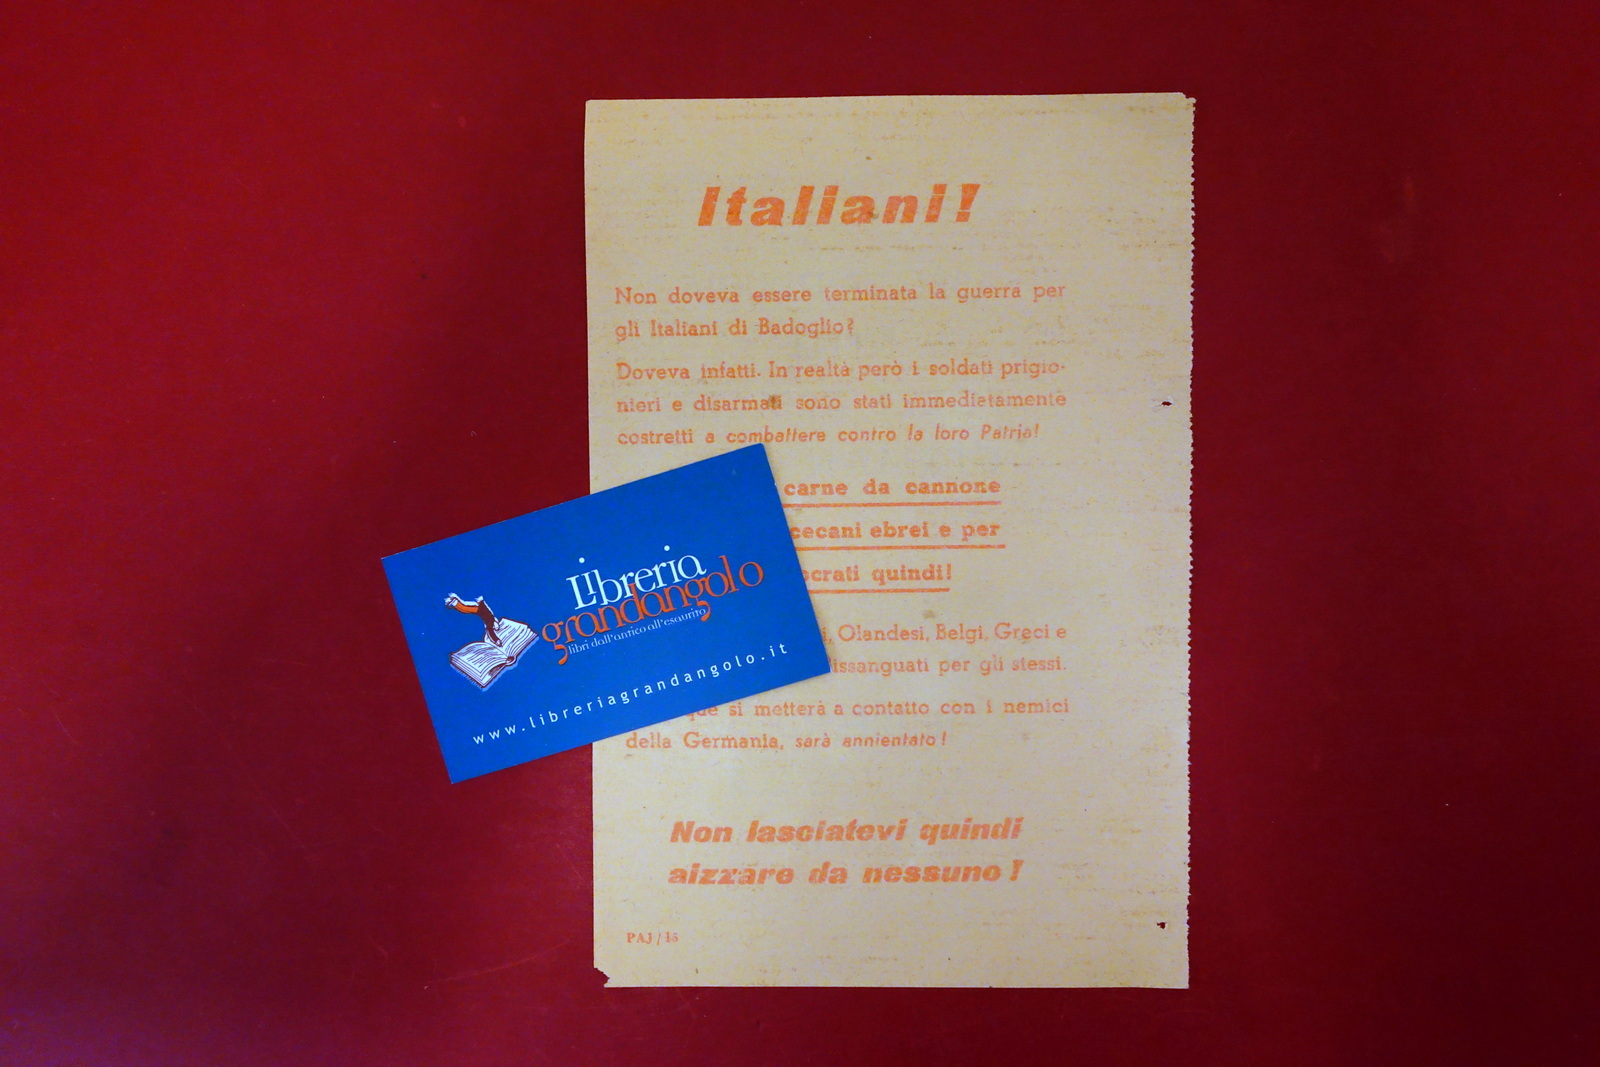 Italiani!
Non doveva essere terminata la guerra per
gli Italiani di Badoglio?
Doveva infatti. In realtà però i soldati prigio-
nieri e disarmati sono stati immediatamente
costretti a combattere contro la loro Patria!
carne da cannone
ebrei e per
quindi!
Olandesi, Belgi, Greci e
per gli stessi.
si metterà a contatto con i nemici
della Germania, sarà annientato!
Non lasciatevi quindi
aizzare da nessuno!
PAJ/15
Libreria
grandangolo
libri dall'antico all'esaurito
www.libreriagrandangolo.it